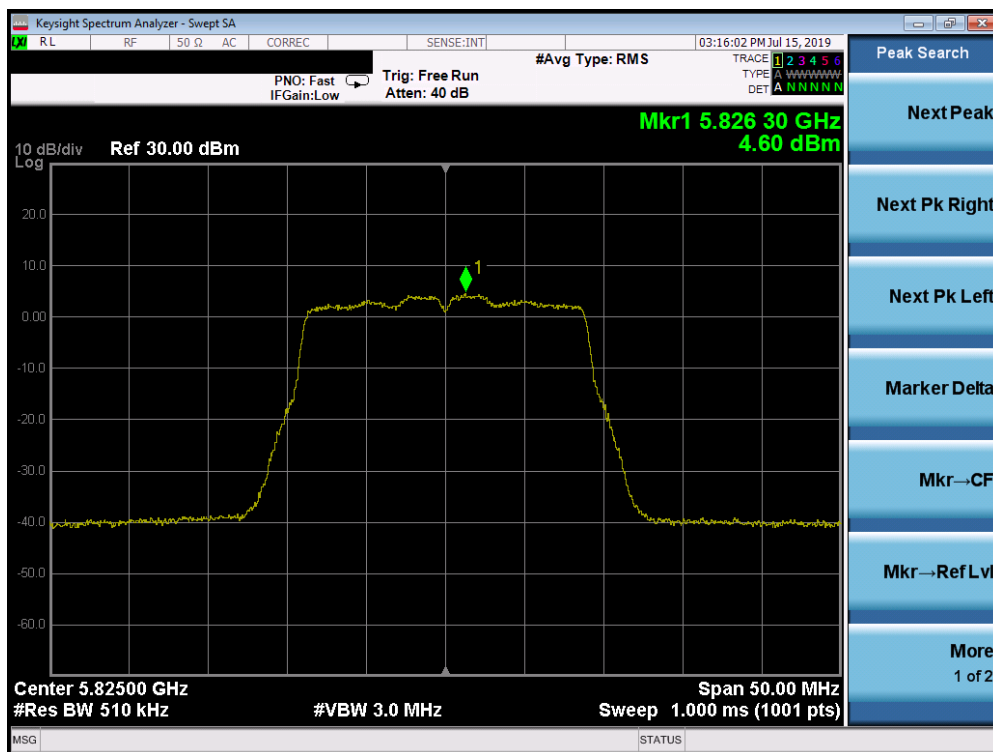 Keysight Spectrum Analyzer - Swept SA
LXI RL RF 50 Ω AC CORREC SENSE:INT 03:16:02 PM Jul 15, 2019
PNO: Fast
IFGain:Low
Trig: Free Run
Atten: 40 dB
#Avg Type: RMS
TRACE 1 2 3 4 5 6
TYPE A WWWWW
DET A N N N N N
Mkr1 5.826 30 GHz
4.60 dBm
10 dB/div Ref 30.00 dBm
Log
20.0
10.0
0.00
-10.0
-20.0
-30.0
-40.0
-50.0
-60.0
1
Center 5.82500 GHz Span 50.00 MHz
#Res BW 510 kHz #VBW 3.0 MHz Sweep 1.000 ms (1001 pts)
MSG STATUS
Peak Search
Next Peak
Next Pk Right
Next Pk Left
Marker Delta
Mkr→CF
Mkr→Ref Lvl
More
1 of 2